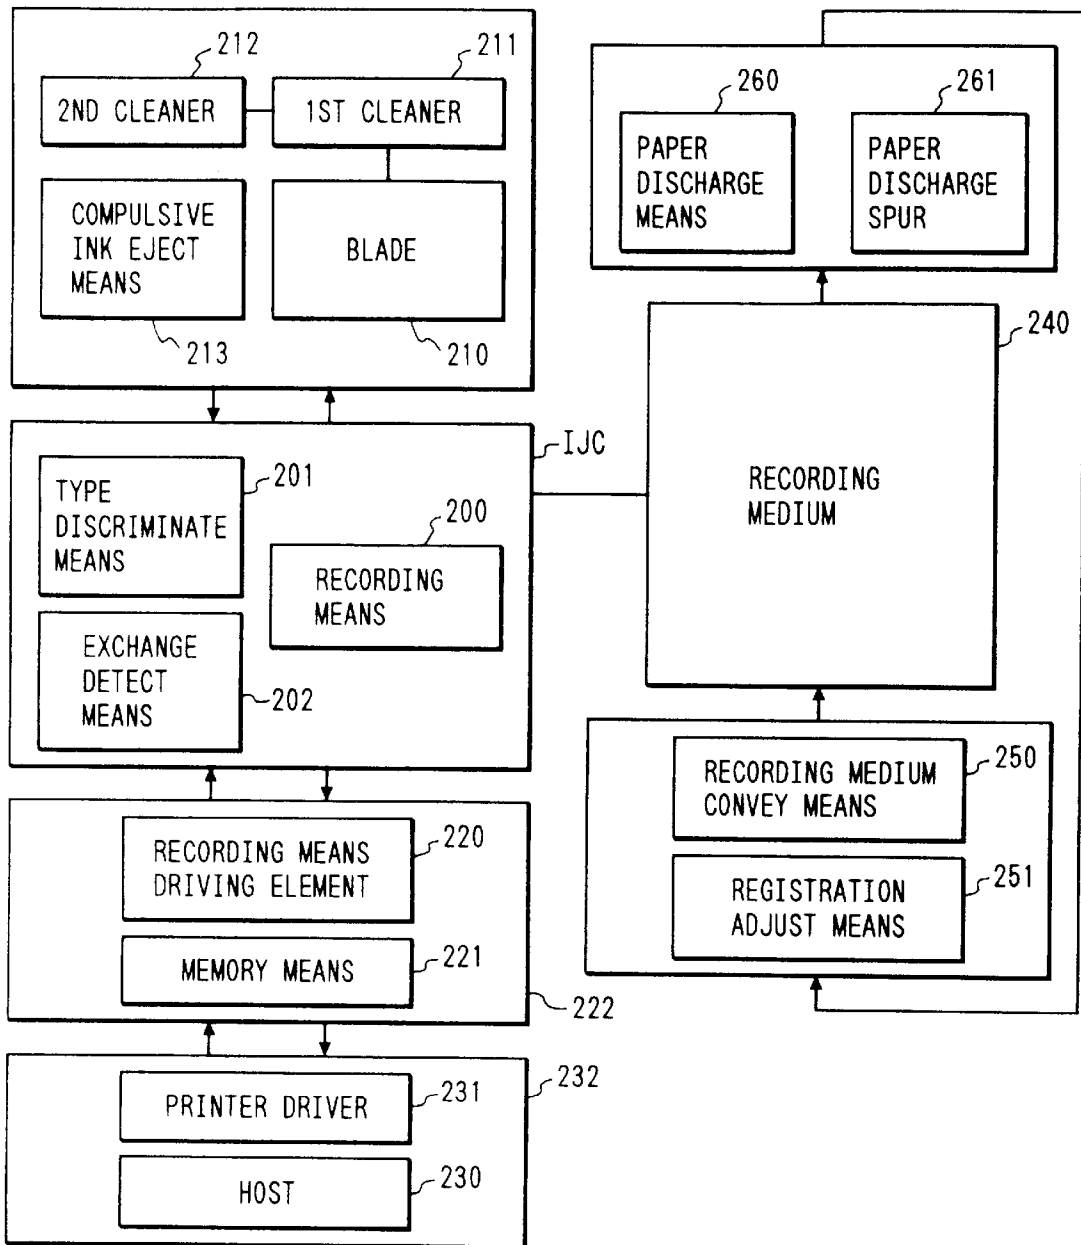 212
211
2ND CLEANER
1ST CLEANER
COMPULSIVE
INK EJECT
MEANS
BLADE
213
210
260
261
PAPER
DISCHARGE
MEANS
PAPER
DISCHARGE
SPUR
240
RECORDING
MEDIUM
IJC
201
TYPE
DISCRIMINATE
MEANS
200
RECORDING
MEANS
EXCHANGE
DETECT
MEANS
202
RECORDING MEANS
DRIVING ELEMENT
220
MEMORY MEANS
221
222
RECORDING MEDIUM
CONVEY MEANS
250
REGISTRATION
ADJUST MEANS
251
PRINTER DRIVER
231
232
HOST
230